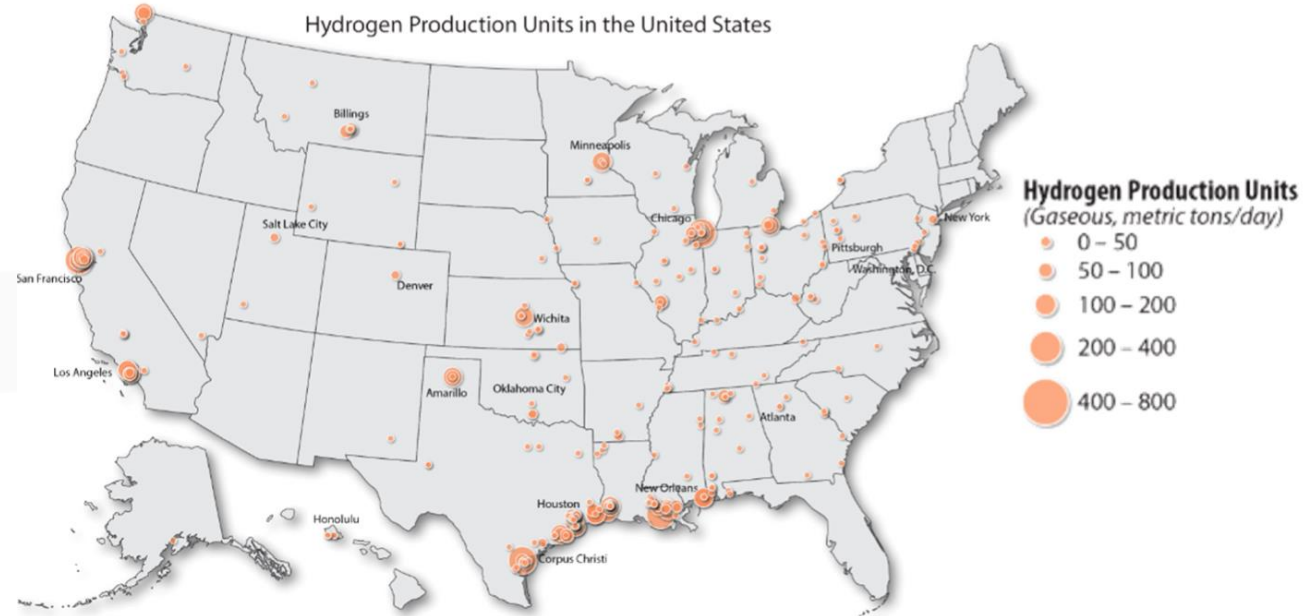 Hydrogen Production Units in the United States
Billings
Minneapolis
Salt Lake City
Chicago
New York
Pittsburgh
Washington, D.C.
San Francisco
Denver
Wichita
Los Angeles
Amarillo
Oklahoma City
Atlanta
New Orleans
Houston
Honolulu
Corpus Christi
Hydrogen Production Units
(Gaseous, metric tons/day)
0 – 50
50 – 100
100 – 200
200 – 400
400 – 800